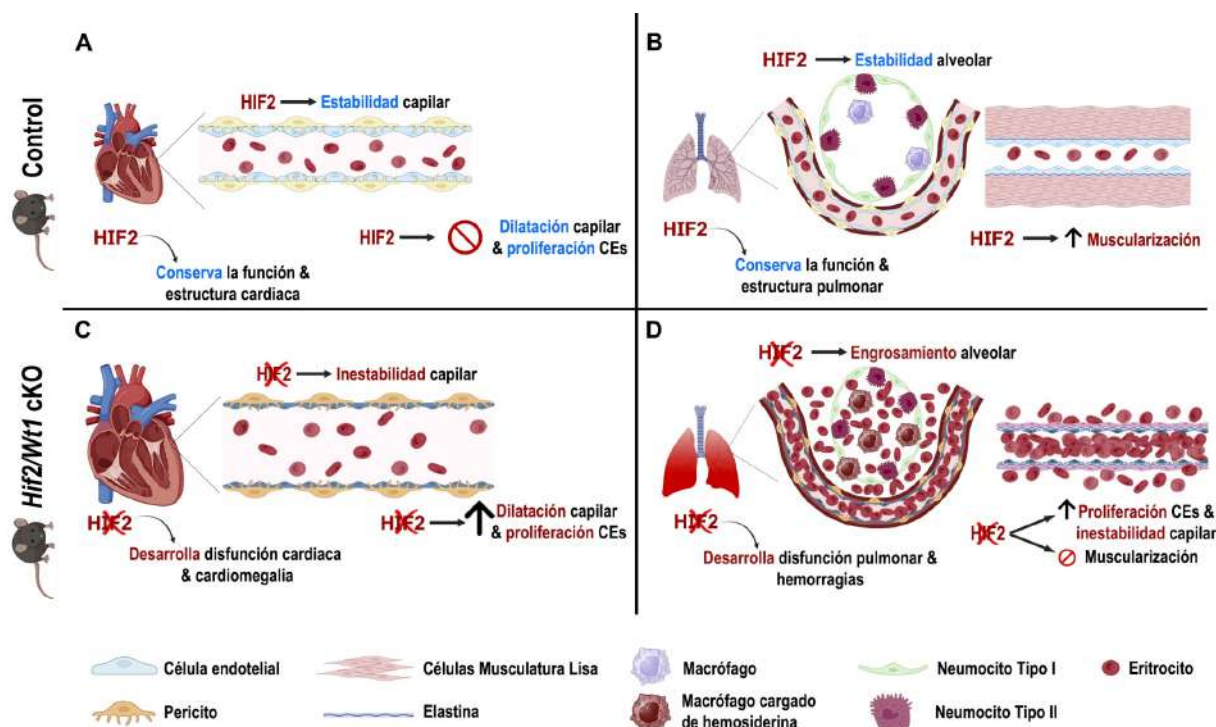 Control
A
HIF2 → Estabilidad capilar
HIF2
Conserva la función &
estructura cardiaca
HIF2 →
Dilatación capilar
& proliferación CEs
B
HIF2 → Estabilidad alveolar
HIF2
Conserva la función &
estructura pulmonar
HIF2 → ↑ Muscularización
Hif2/Wt1 cKO
C
HIF2 → Inestabilidad capilar
HIF2
Desarrolla disfunción cardiaca
& cardiomegalia
HIF2 → ↑
Dilatación capilar
& proliferación CEs
D
HIF2 → Engrosamiento alveolar
HIF2
Desarrolla disfunción pulmonar &
hemorragias
HIF2
↑ Proliferación CEs &
inestabilidad capilar
Muscularización
Célula endotelial
Células Musculatura Lisa
Macrófago
Neumocito Tipo I
Eritrocito
Pericito
Elastina
Macrófago cargado
de hemosiderina
Neumocito Tipo II